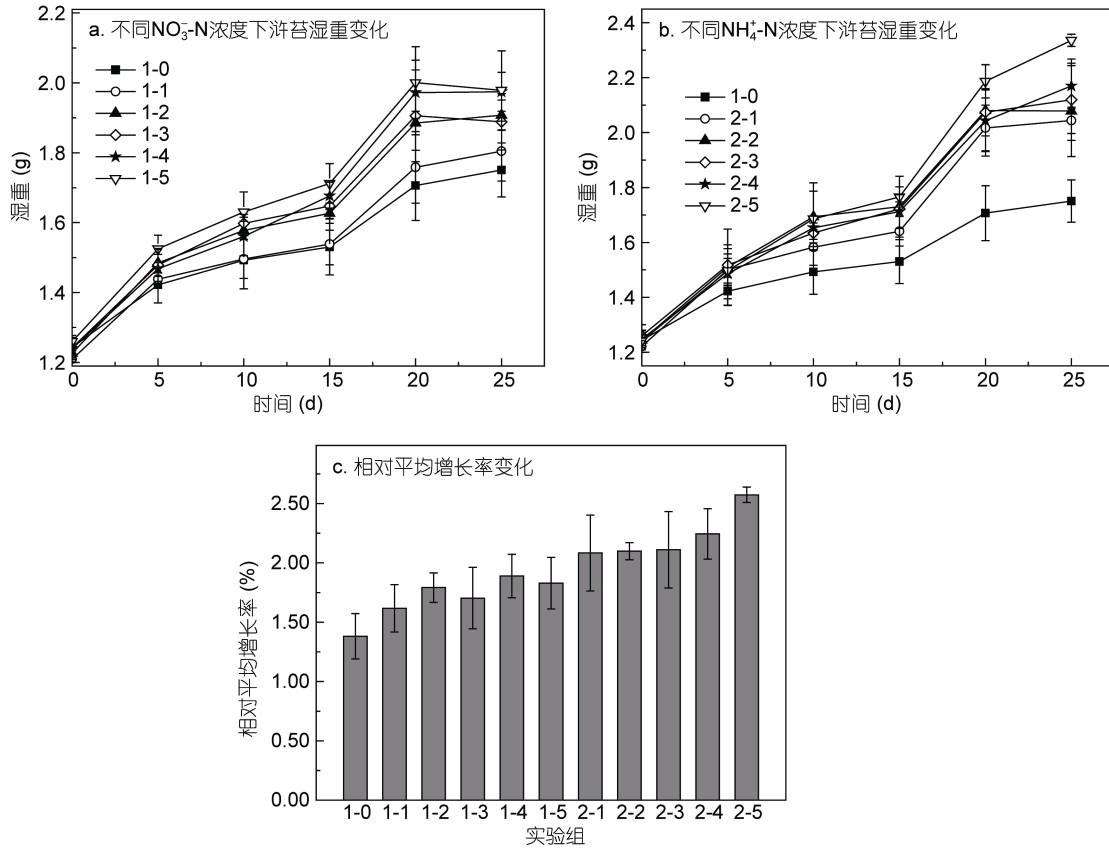 a. 不同NO₃⁻-N浓度下浒苔湿重变化
1-0
1-1
1-2
1-3
1-4
1-5
湿重 (g)
2.2
2.0
1.8
1.6
1.4
1.2
0 5 10 15 20 25
时间 (d)
b. 不同NH₄⁺-N浓度下浒苔湿重变化
1-0
2-1
2-2
2-3
2-4
2-5
湿重 (g)
2.4
2.2
2.0
1.8
1.6
1.4
1.2
0 5 10 15 20 25
时间 (d)
c. 相对平均增长率变化
相对平均增长率 (%)
2.50
2.00
1.50
1.00
0.50
0.00
1-0 1-1 1-2 1-3 1-4 1-5 2-1 2-2 2-3 2-4 2-5
实验组